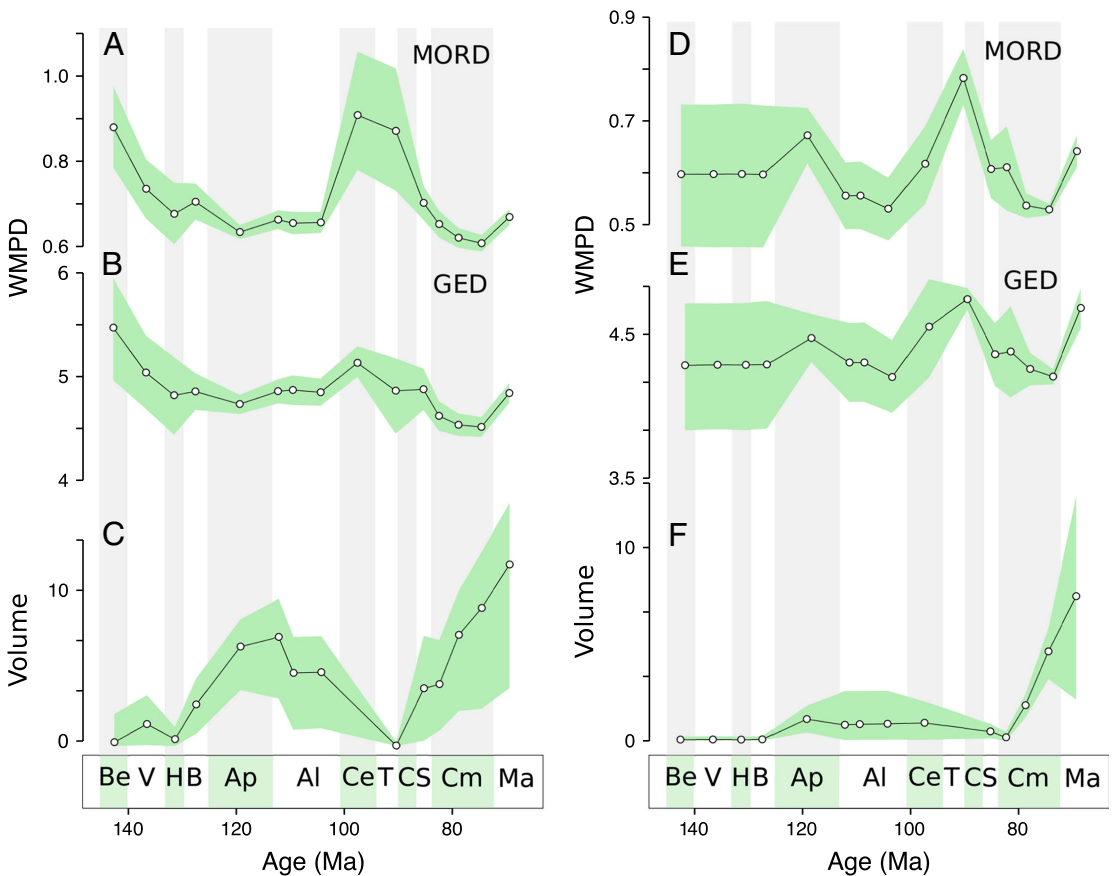 A
MORD
1.0
0.8
0.6
WMPD
B
GED
6
5
4
C
10
0
Volume
Be V H B Ap Al Ce T C S Cm Ma
140 120 100 80
Age (Ma)
D
MORD
0.9
0.7
0.5
WMPD
E
GED
4.5
3.5
F
10
0
Volume
Be V H B Ap Al Ce T C S Cm Ma
140 120 100 80
Age (Ma)